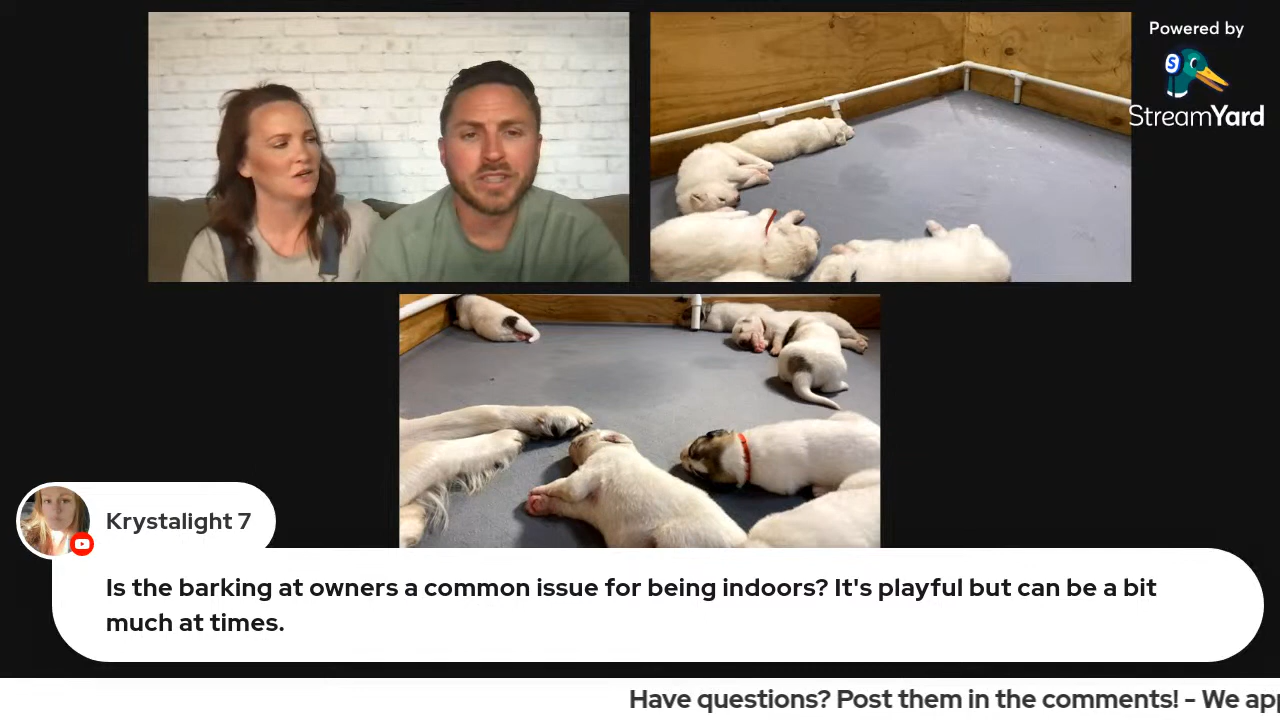 Powered by
StreamYard
Krystalight 7
Is the barking at owners a common issue for being indoors? It's playful but can be a bit
much at times.
Have questions? Post them in the comments! - We app